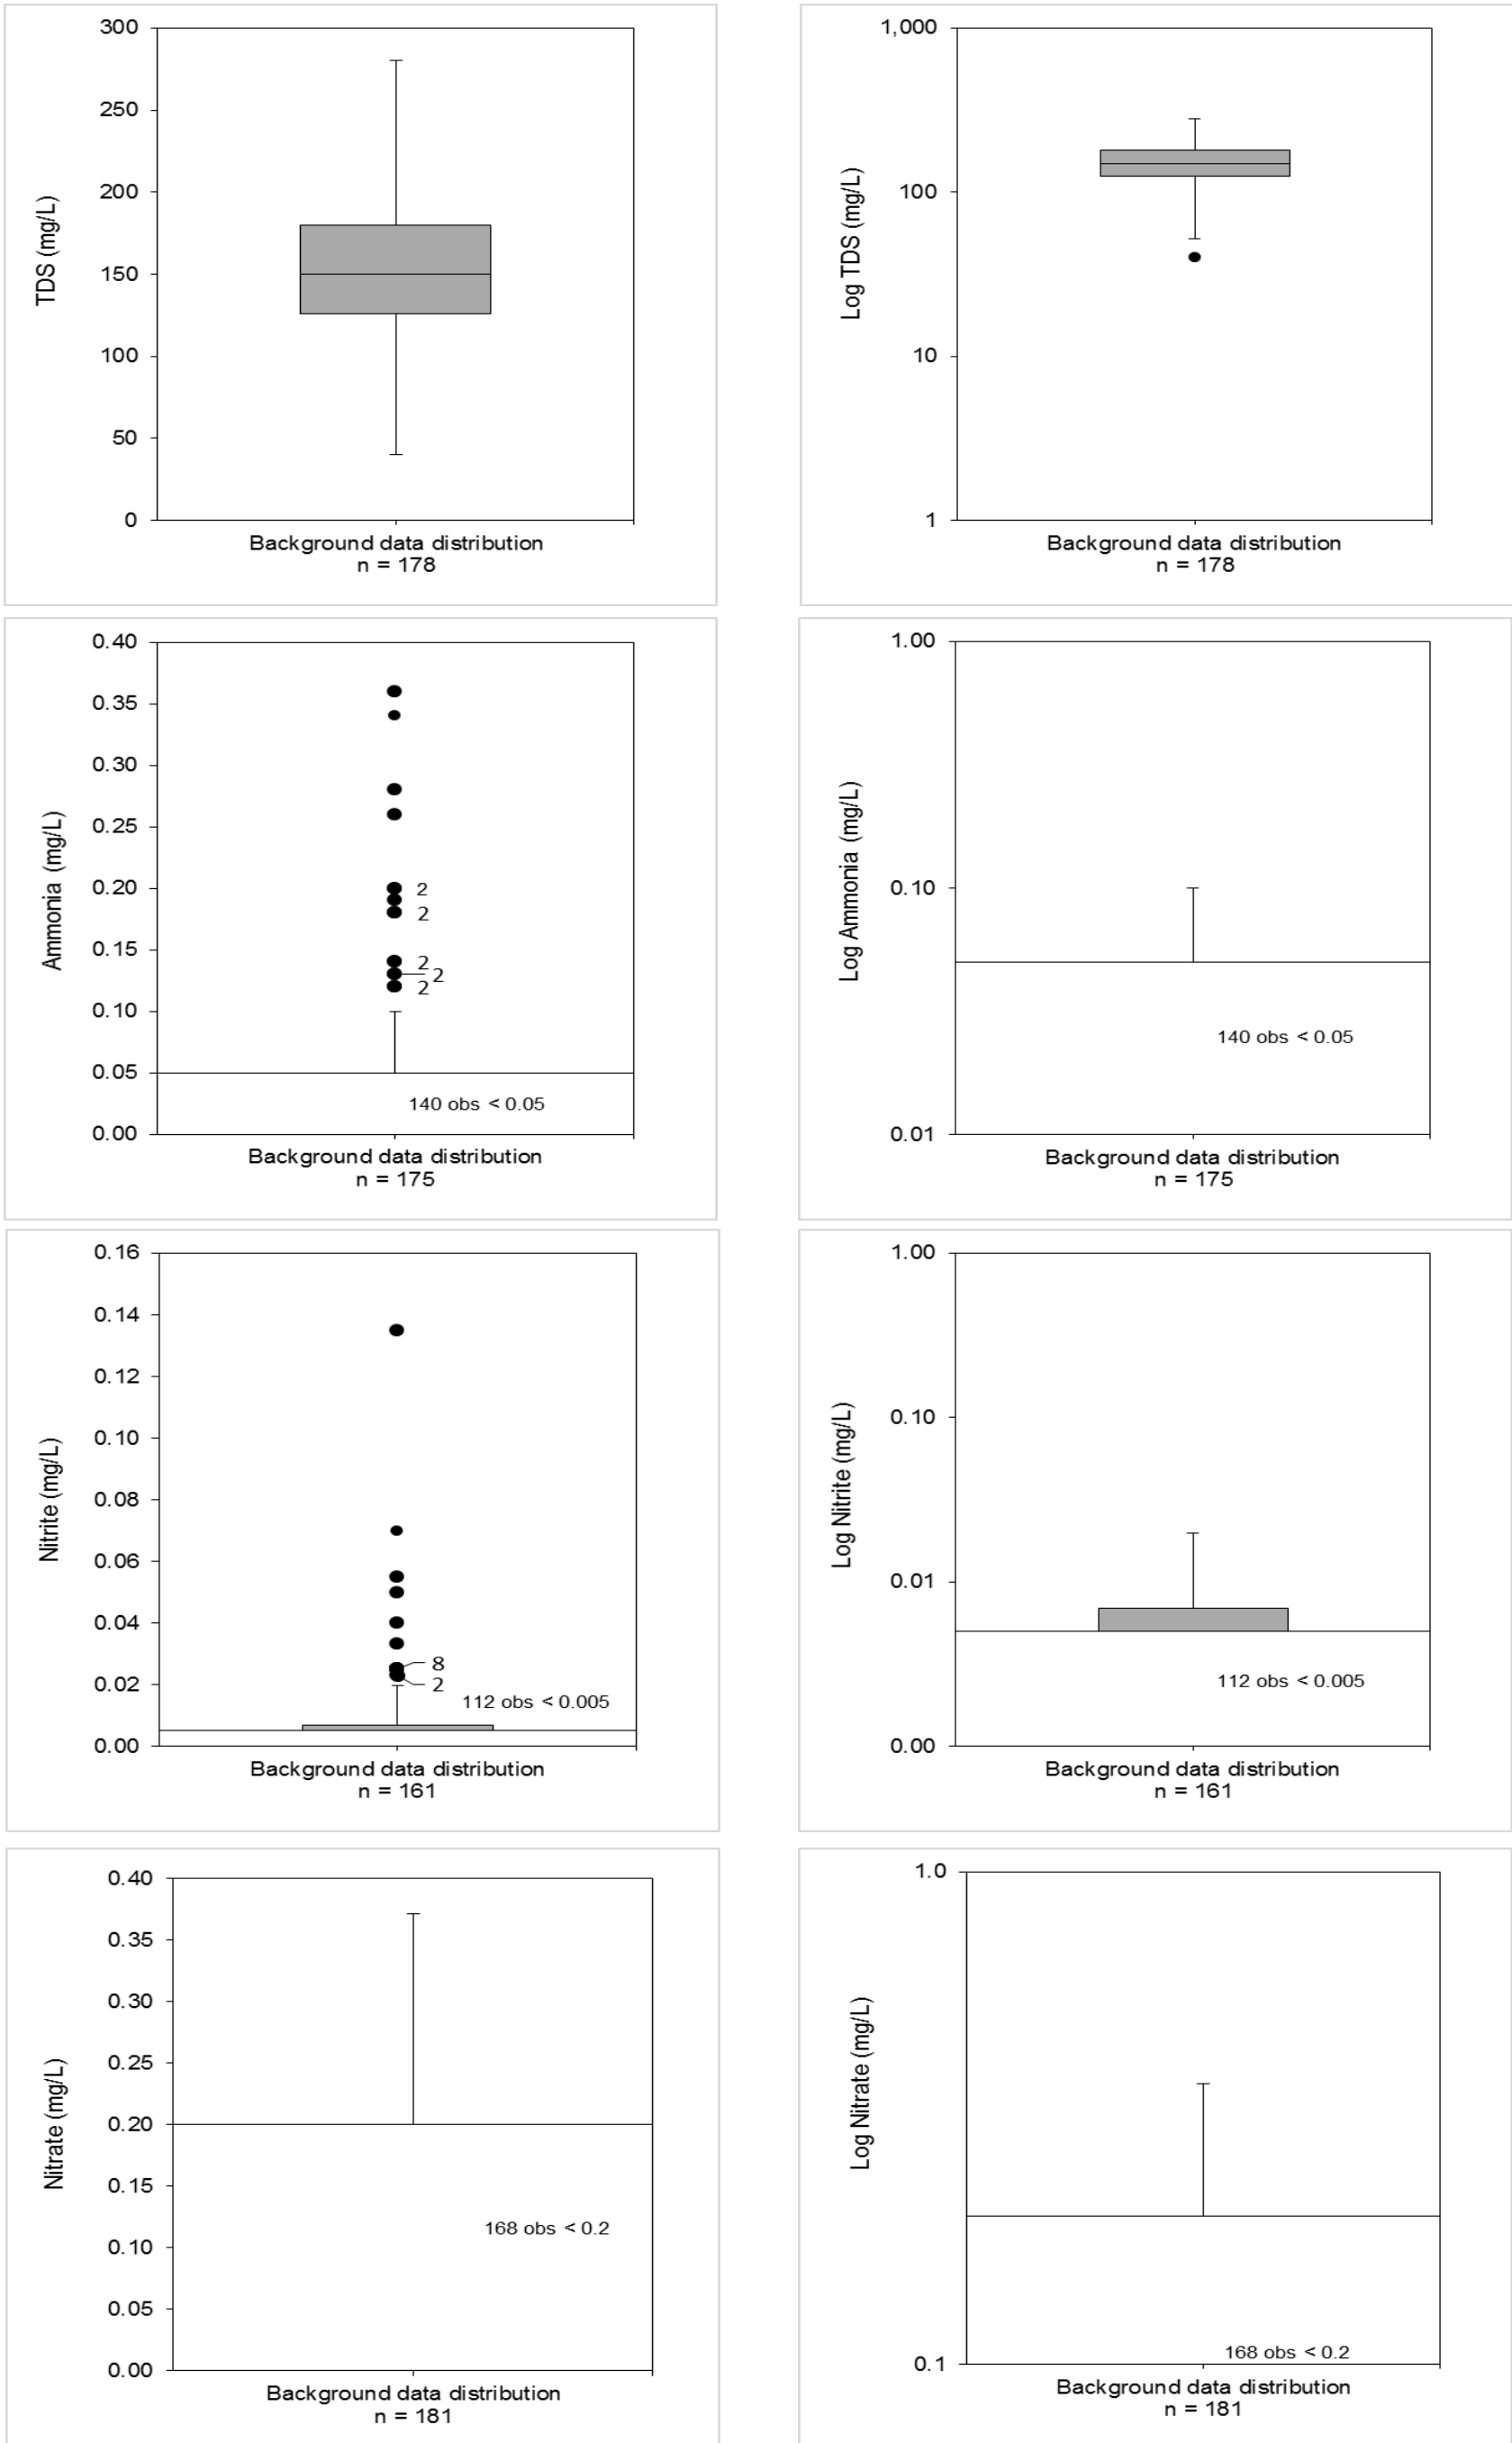 300
250
200
150
100
50
0
TDS (mg/L)
Background data distribution
n = 178
1,000
100
10
1
Log TDS (mg/L)
Background data distribution
n = 178
0.40
0.35
0.30
0.25
0.20
0.15
0.10
0.05
0.00
Ammonia (mg/L)
2
2
2
2
2
140 obs < 0.05
Background data distribution
n = 175
1.00
0.10
0.01
Log Ammonia (mg/L)
140 obs < 0.05
Background data distribution
n = 175
0.16
0.14
0.12
0.10
0.08
0.06
0.04
0.02
0.00
Nitrite (mg/L)
8
2
112 obs < 0.005
Background data distribution
n = 161
1.00
0.10
0.01
0.00
Log Nitrite (mg/L)
112 obs < 0.005
Background data distribution
n = 161
0.40
0.35
0.30
0.25
0.20
0.15
0.10
0.05
0.00
Nitrate (mg/L)
168 obs < 0.2
Background data distribution
n = 181
1.0
0.1
Log Nitrate (mg/L)
168 obs < 0.2
Background data distribution
n = 181